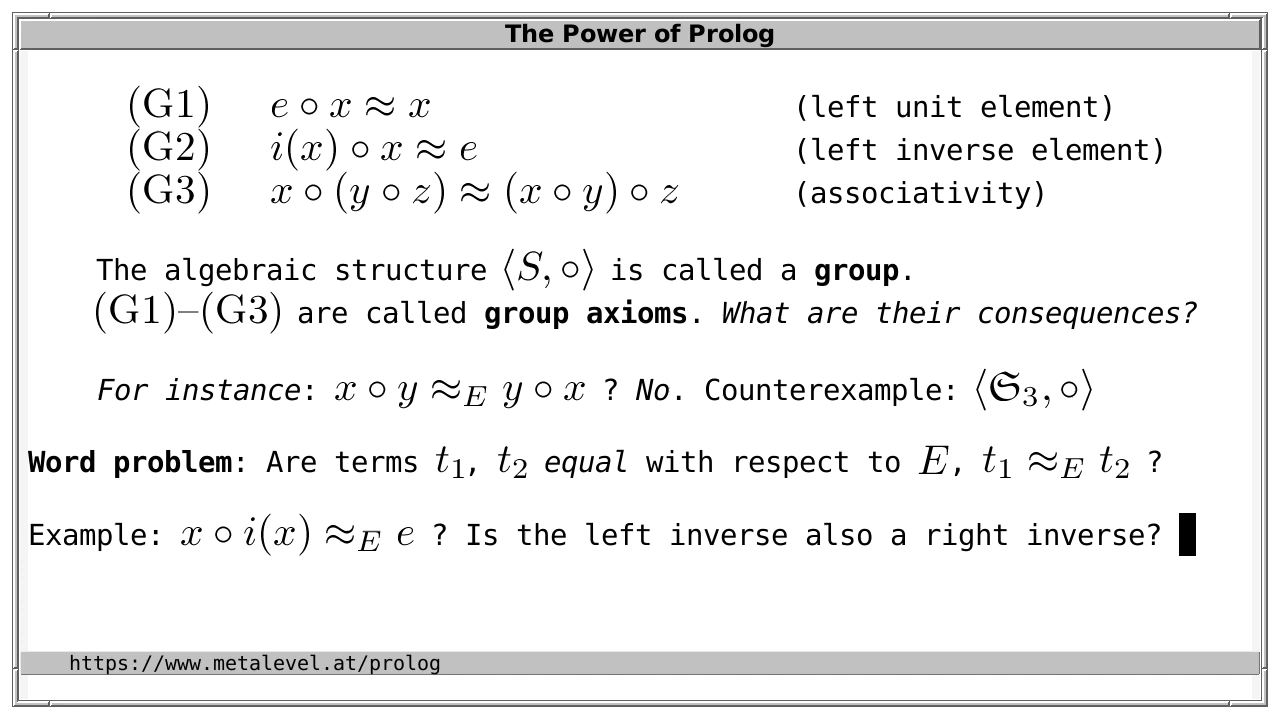 The Power of Prolog
(G1) e ∘ x ≈ x (left unit element)
(G2) i(x) ∘ x ≈ e (left inverse element)
(G3) x ∘ (y ∘ z) ≈ (x ∘ y) ∘ z (associativity)
The algebraic structure ⟨S, ∘⟩ is called a group.
(G1)–(G3) are called group axioms. What are their consequences?
For instance: x ∘ y ≈_E y ∘ x ? No. Counterexample: ⟨𝔖₃, ∘⟩
Word problem: Are terms t₁, t₂ equal with respect to E, t₁ ≈_E t₂ ?
Example: x ∘ i(x) ≈_E e ? Is the left inverse also a right inverse?
https://www.metalevel.at/prolog